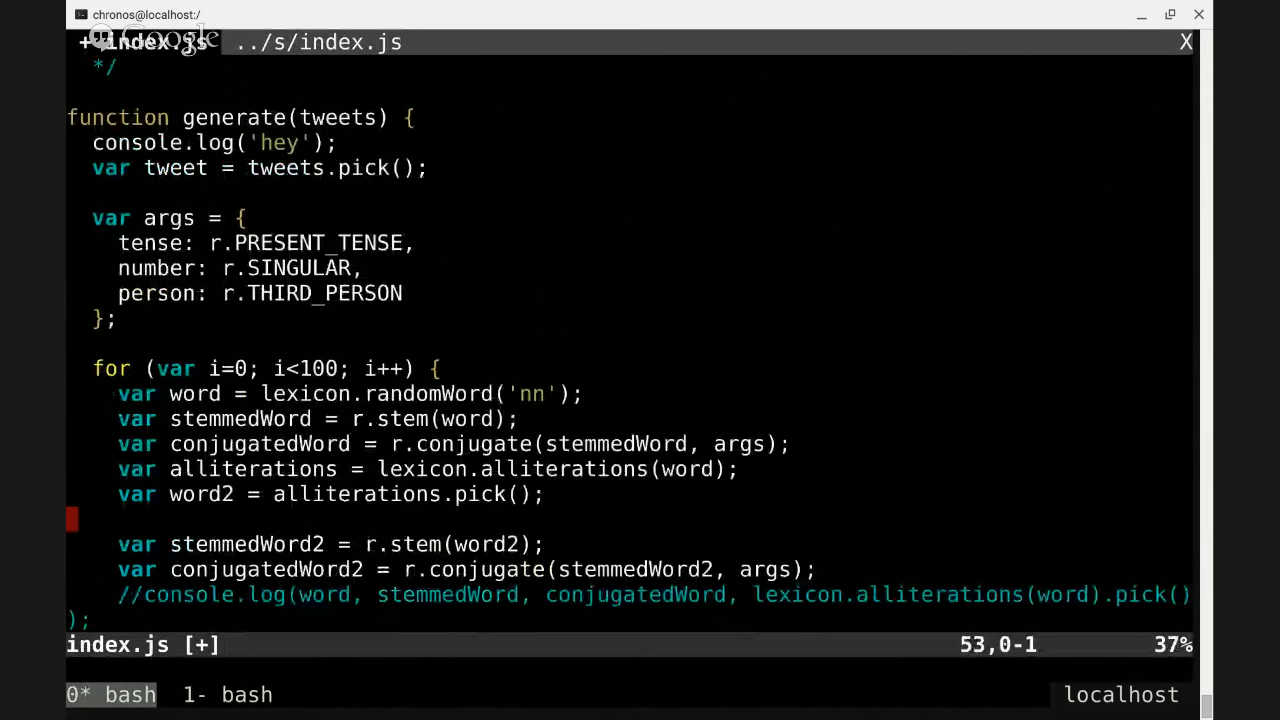 chronos@localhost:/
Google
+ index.js ../s/index.js X
*/
function generate(tweets) {
console.log('hey');
var tweet = tweets.pick();
var args = {
tense: r.PRESENT_TENSE,
number: r.SINGULAR,
person: r.THIRD_PERSON
};
for (var i=0; i<100; i++) {
var word = lexicon.randomWord('nn');
var stemmedWord = r.stem(word);
var conjugatedWord = r.conjugate(stemmedWord, args);
var alliterations = lexicon.alliterations(word);
var word2 = alliterations.pick();
var stemmedWord2 = r.stem(word2);
var conjugatedWord2 = r.conjugate(stemmedWord2, args);
//console.log(word, stemmedWord, conjugatedWord, lexicon.alliterations(word).pick()
);
index.js [+] 53,0-1 37%
0* bash 1- bash localhost